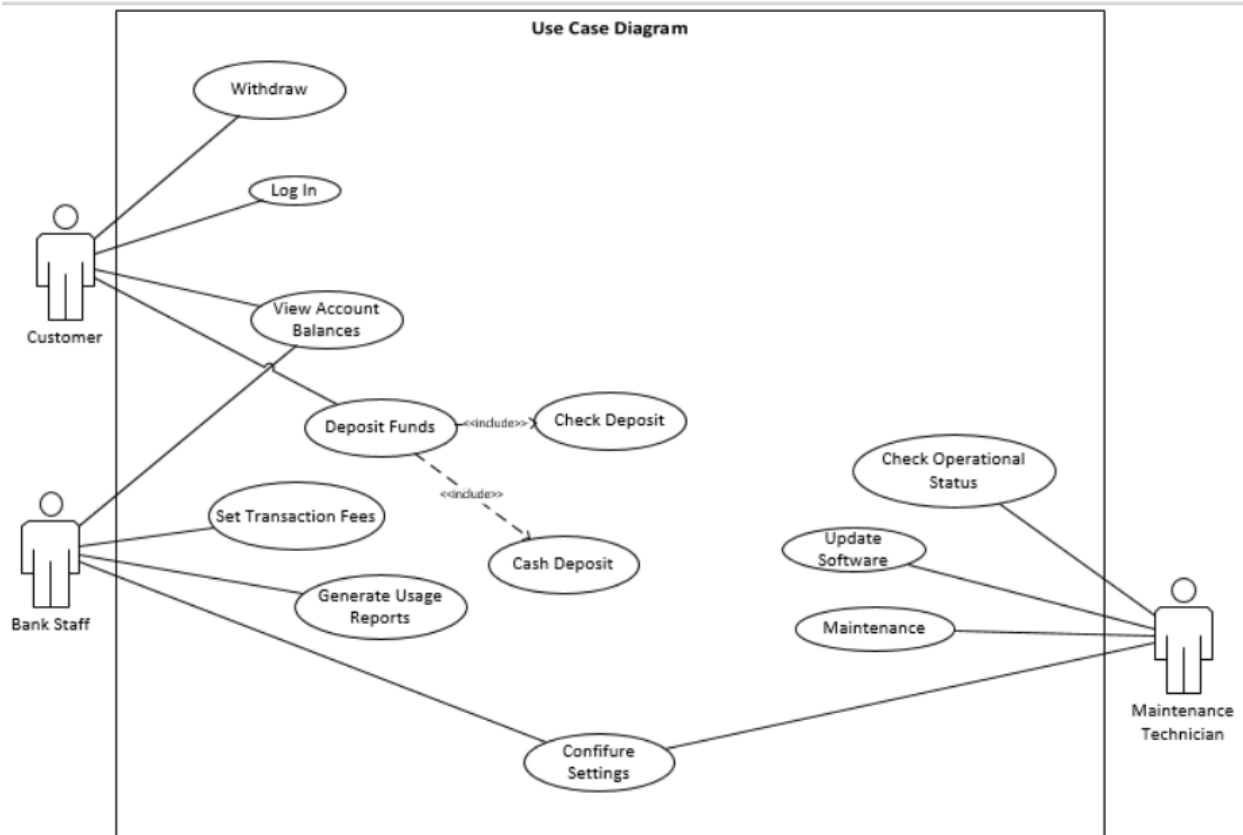 Use Case Diagram
Withdraw
Log In
View Account
Balances
Customer
Deposit Funds
<<include>>
Check Deposit
Check Operational
Status
<<include>>
Set Transaction Fees
Cash Deposit
Update
Software
Generate Usage
Reports
Bank Staff
Maintenance
Maintenance
Technician
Confifure
Settings